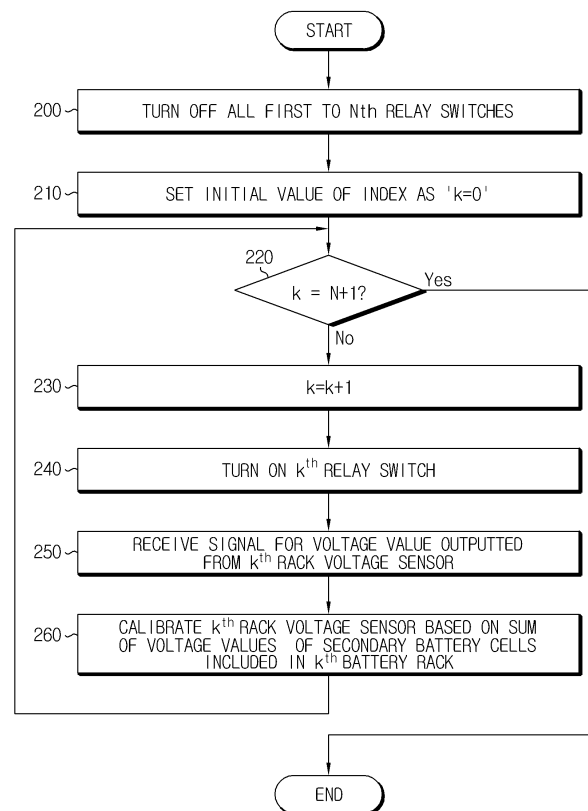 START
200
TURN OFF ALL FIRST TO Nth RELAY SWITCHES
210
SET INITIAL VALUE OF INDEX AS 'k=0'
220
k = N+1?
Yes
No
230
k=k+1
240
TURN ON kth RELAY SWITCH
250
RECEIVE SIGNAL FOR VOLTAGE VALUE OUTPUTTED
FROM kth RACK VOLTAGE SENSOR
260
CALIBRATE kth RACK VOLTAGE SENSOR BASED ON SUM
OF VOLTAGE VALUES OF SECONDARY BATTERY CELLS
INCLUDED IN kth BATTERY RACK
END